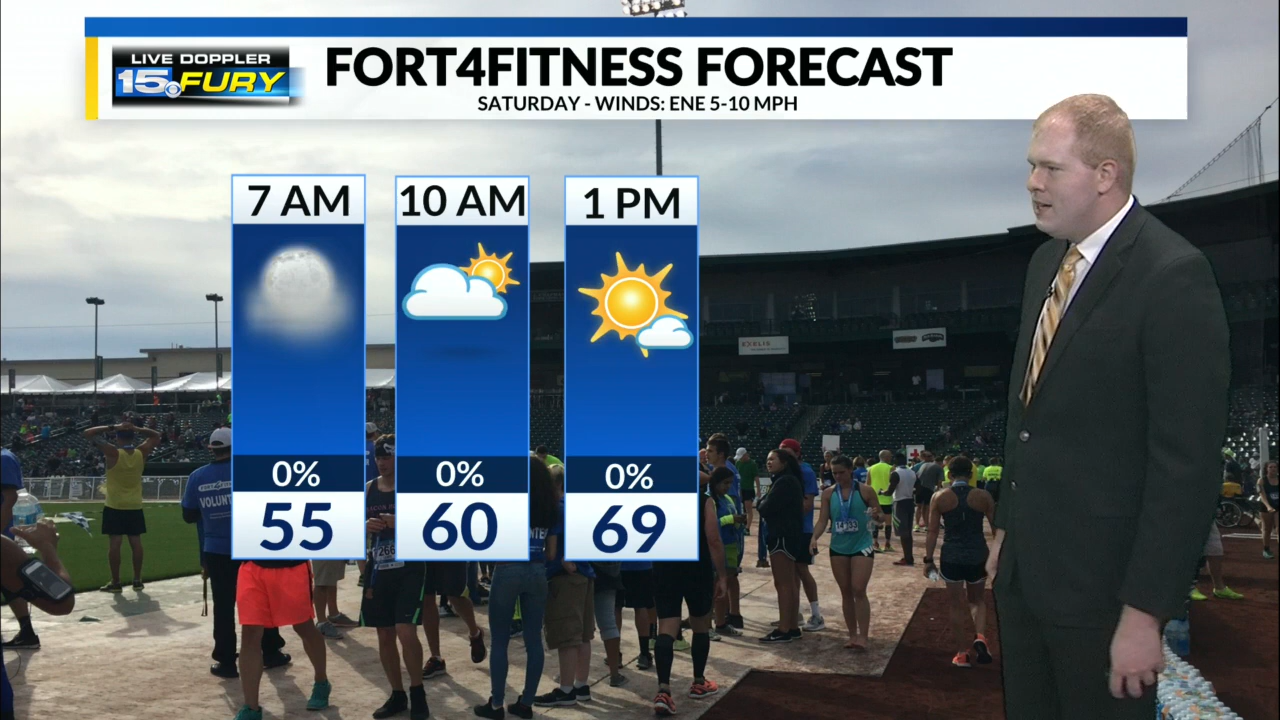 LIVE DOPPLER
15 FURY
FORT4FITNESS FORECAST
SATURDAY - WINDS: ENE 5-10 MPH
7 AM
10 AM
1 PM
0%
0%
0%
55
60
69